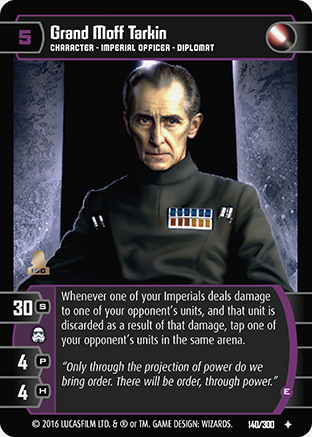 5
Grand Moff Tarkin
CHARACTER - IMPERIAL OFFICER - DIPLOMAT
IDC
30 S
Whenever one of your Imperials deals damage
to one of your opponent's units, and that unit is
discarded as a result of that damage, tap one of
your opponent's units in the same arena.
4 P
4 H
“Only through the projection of power do we
bring order. There will be order, through power.”
E
© 2016 LUCASFILM LTD. & ® OR TM. GAME DESIGN: WIZARDS. 140/300